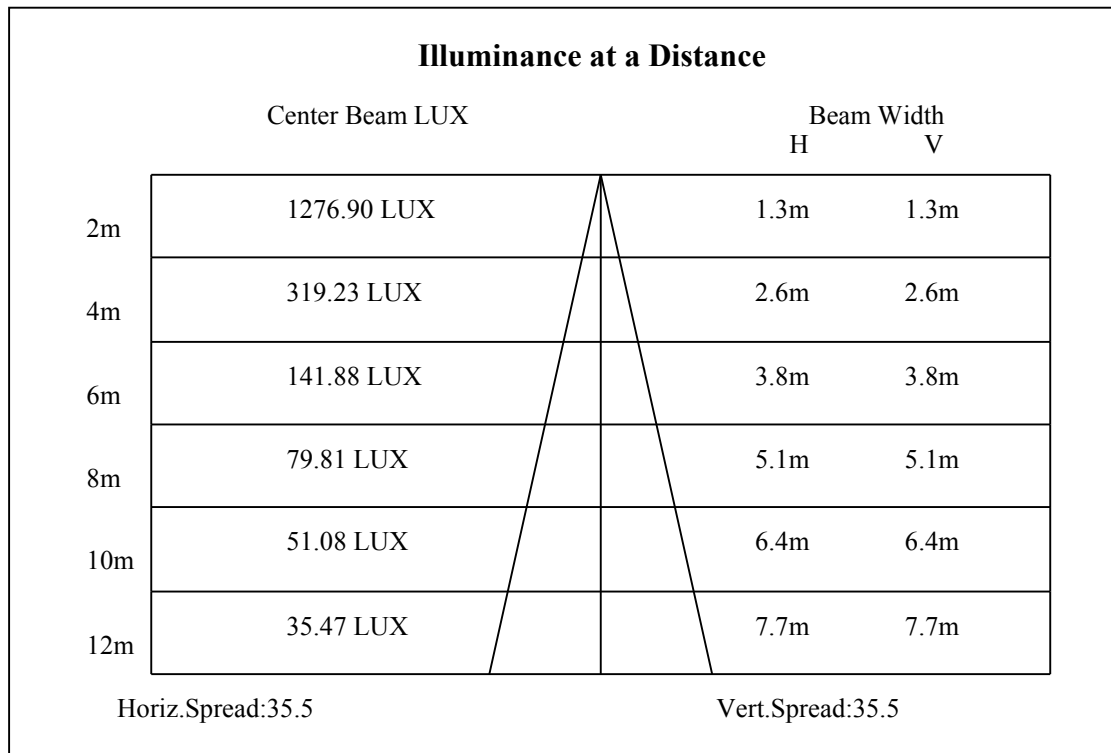 Illuminance at a Distance
Center Beam LUX Beam Width
H V
2m 1276.90 LUX 1.3m 1.3m
4m 319.23 LUX 2.6m 2.6m
6m 141.88 LUX 3.8m 3.8m
8m 79.81 LUX 5.1m 5.1m
10m 51.08 LUX 6.4m 6.4m
12m 35.47 LUX 7.7m 7.7m
Horiz.Spread:35.5 Vert.Spread:35.5